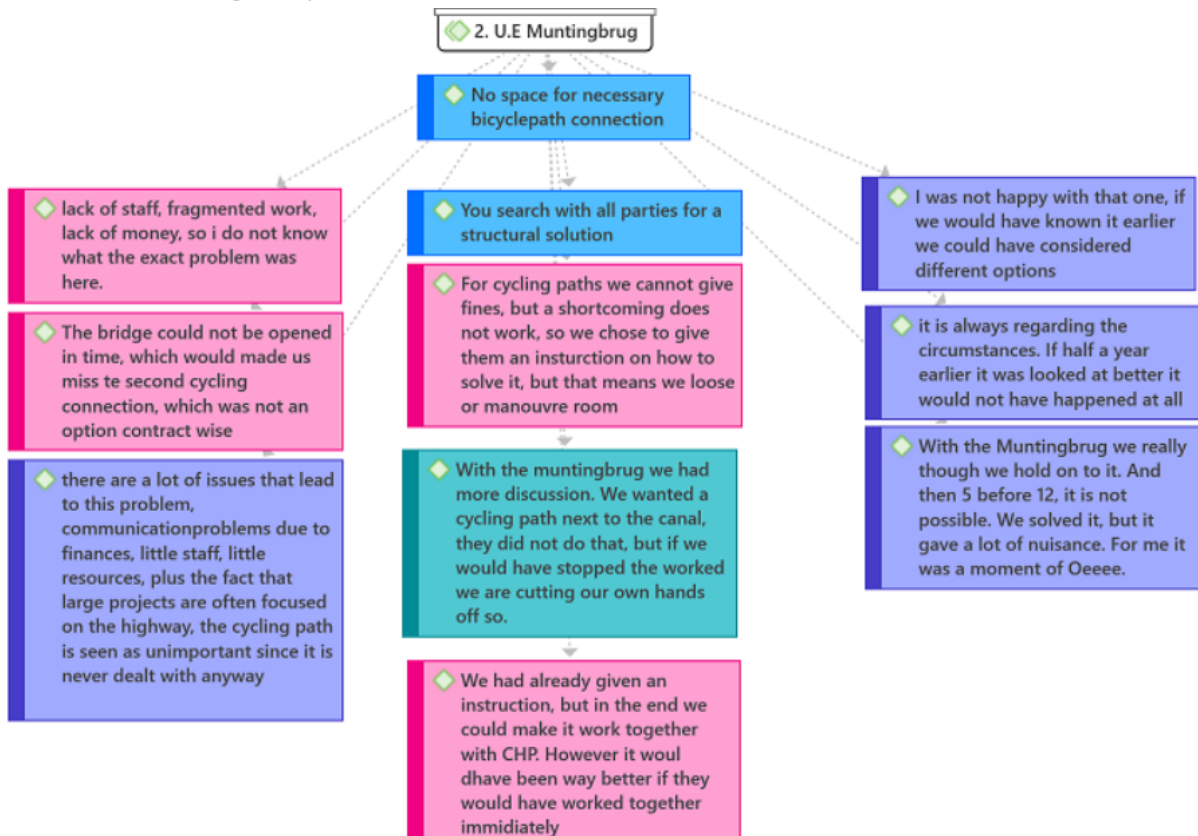 2. U.E Muntingbrug
No space for necessary
bicyclepath connection
lack of staff, fragmented work,
lack of money, so i do not know
what the exact problem was
here.
The bridge could not be opened
in time, which would made us
miss te second cycling
connection, which was not an
option contract wise
there are a lot of issues that lead
to this problem,
communicationproblems due to
finances, little staff, little
resources, plus the fact that
large projects are often focused
on the highway, the cycling path
is seen as unimportant since it is
never dealt with anyway
You search with all parties for a
structural solution
For cycling paths we cannot give
fines, but a shortcoming does
not work, so we chose to give
them an insturction on how to
solve it, but that means we loose
or manouvre room
With the muntingbrug we had
more discussion. We wanted a
cycling path next to the canal,
they did not do that, but if we
would have stopped the worked
we are cutting our own hands
off so.
We had already given an
instruction, but in the end we
could make it work together
with CHP. However it woul
dhave been way better if they
would have worked together
immidiately
I was not happy with that one, if
we would have known it earlier
we could have considered
different options
it is always regarding the
circumstances. If half a year
earlier it was looked at better it
would not have happened at all
With the Muntingbrug we really
though we hold on to it. And
then 5 before 12, it is not
possible. We solved it, but it
gave a lot of nuisance. For me it
was a moment of Oeeee.